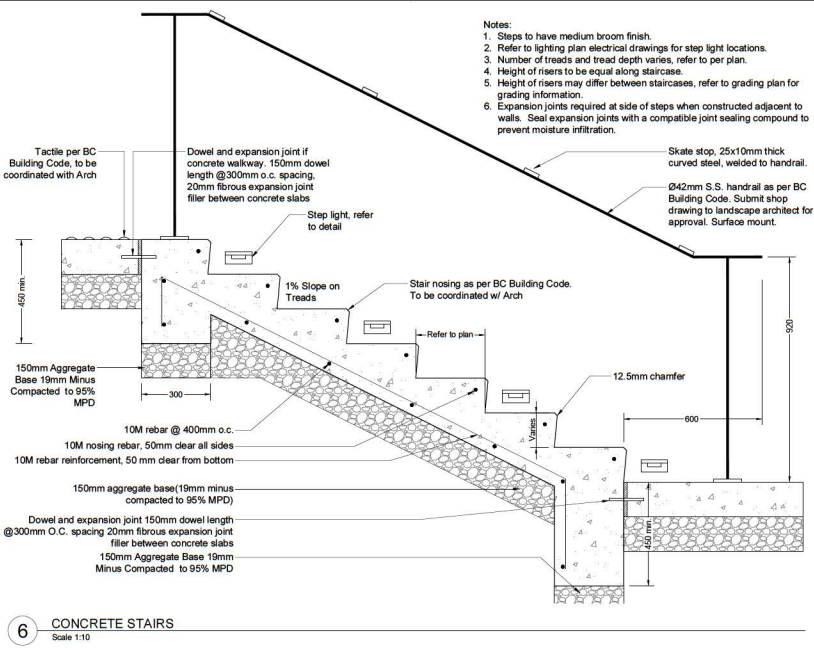 Notes:
1. Steps to have medium broom finish.
2. Refer to lighting plan electrical drawings for step light locations.
3. Number of treads and tread depth varies, refer to per plan.
4. Height of risers to be equal along staircase.
5. Height of risers may differ between staircases, refer to grading plan for
grading information.
6. Expansion joints required at side of steps when constructed adjacent to
walls. Seal expansion joints with a compatible joint sealing compound to
prevent moisture infiltration.
Tactile per BC
Building Code, to be
coordinated with Arch
Dowel and expansion joint if
concrete walkway. 150mm dowel
length @300mm o.c. spacing,
20mm fibrous expansion joint
filler between concrete slabs
Skate stop, 25x10mm thick
curved steel, welded to handrail.
Ø42mm S.S. handrail as per BC
Building Code. Submit shop
drawing to landscape architect for
approval. Surface mount.
Step light, refer
to detail
450 min.
1% Slope on
Treads
Stair nosing as per BC Building Code.
To be coordinated w/ Arch
Refer to plan
920
150mm Aggregate
Base 19mm Minus
Compacted to 95%
MPD
300
12.5mm chamfer
600
Varies
10M rebar @ 400mm o.c.
10M nosing rebar, 50mm clear all sides
10M rebar reinforcement, 50 mm clear from bottom
150mm aggregate base(19mm minus
compacted to 95% MPD)
Dowel and expansion joint 150mm dowel length
@300mm O.C. spacing 20mm fibrous expansion joint
filler between concrete slabs
450 min.
150mm Aggregate Base 19mm
Minus Compacted to 95% MPD
6
CONCRETE STAIRS
Scale 1:10